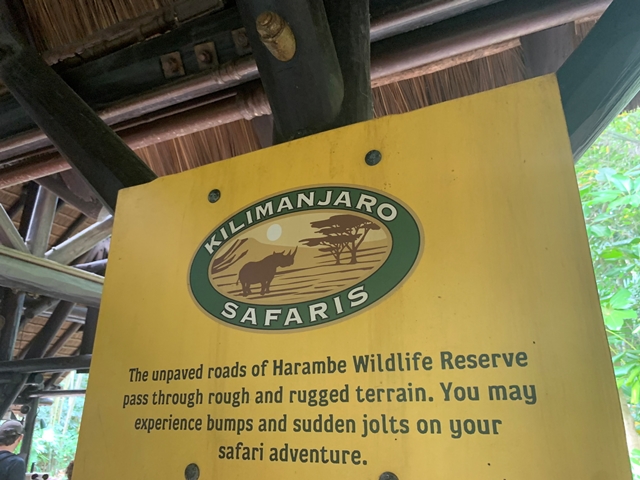 KILIMANJARO
SAFARIS
The unpaved roads of Harambe Wildlife Reserve
pass through rough and rugged terrain. You may
experience bumps and sudden jolts on your
safari adventure.